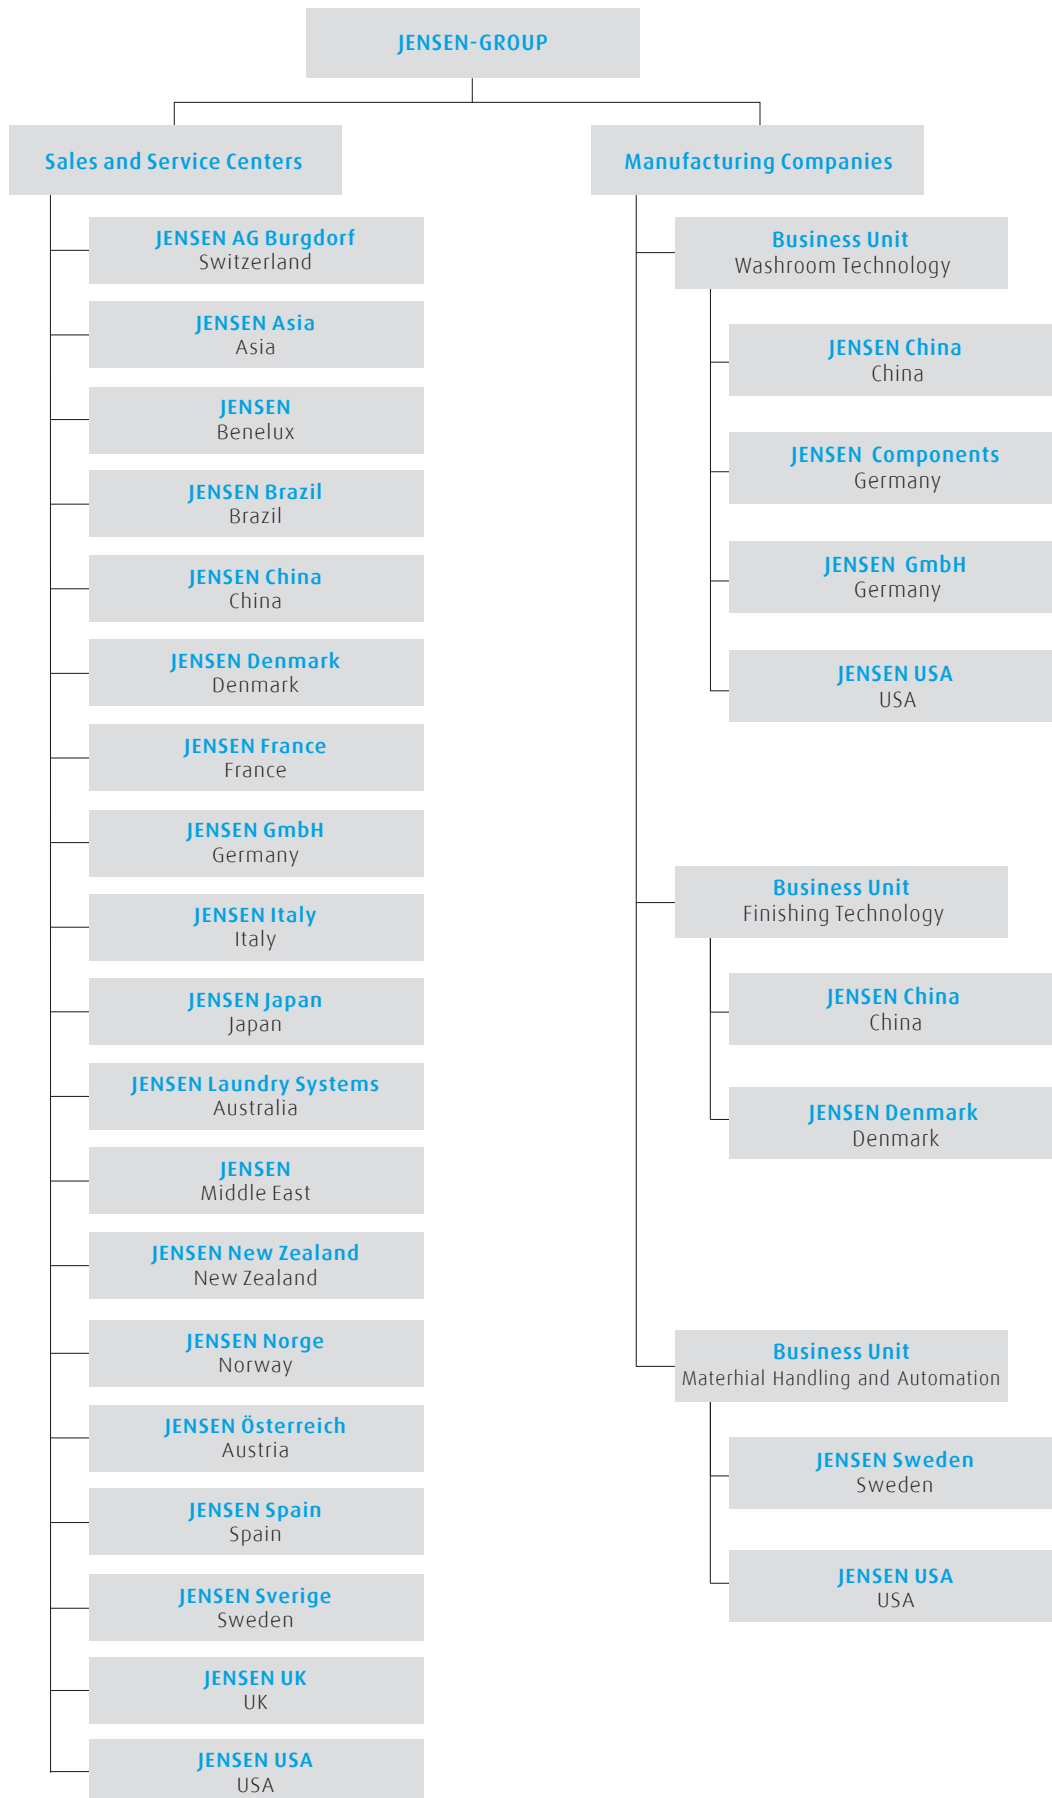 JENSEN-GROUP
Sales and Service Centers
JENSEN AG Burgdorf
Switzerland
JENSEN Asia
Asia
JENSEN
Benelux
JENSEN Brazil
Brazil
JENSEN China
China
JENSEN Denmark
Denmark
JENSEN France
France
JENSEN GmbH
Germany
JENSEN Italy
Italy
JENSEN Japan
Japan
JENSEN Laundry Systems
Australia
JENSEN
Middle East
JENSEN New Zealand
New Zealand
JENSEN Norge
Norway
JENSEN Österreich
Austria
JENSEN Spain
Spain
JENSEN Sverige
Sweden
JENSEN UK
UK
JENSEN USA
USA
Manufacturing Companies
Business Unit
Washroom Technology
JENSEN China
China
JENSEN Components
Germany
JENSEN GmbH
Germany
JENSEN USA
USA
Business Unit
Finishing Technology
JENSEN China
China
JENSEN Denmark
Denmark
Business Unit
Materhial Handling and Automation
JENSEN Sweden
Sweden
JENSEN USA
USA